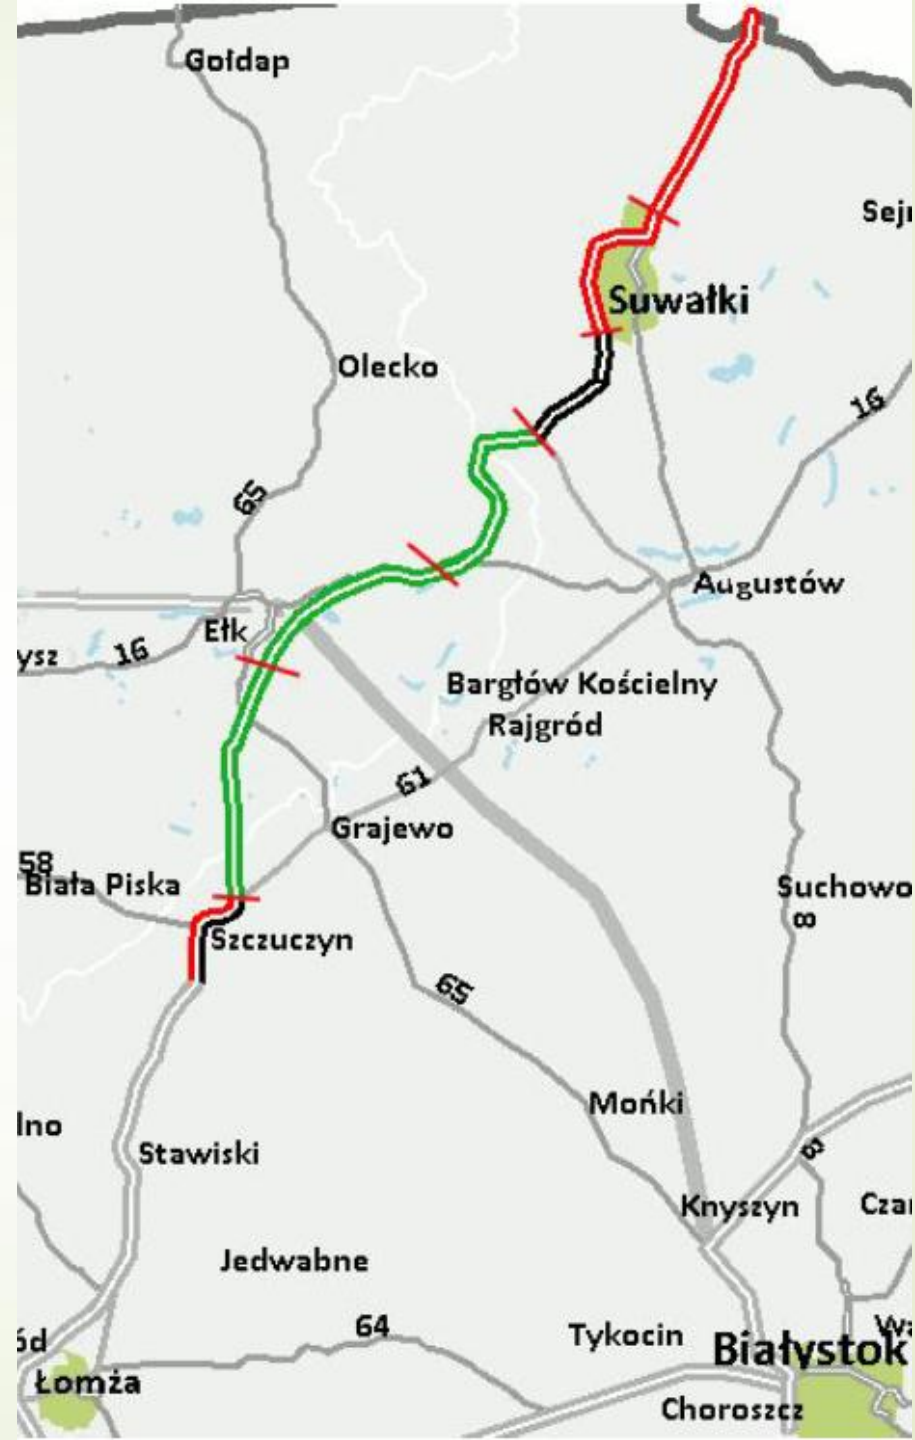 Gołdap
Sej
Suwałki
Olecko
16
65
Augustów
Ełk
16
ysz
Bargłów Kościelny
Rajgród
61
Grajewo
58
Biała Piska
Suchowo
8
Szczuczyn
65
Mońki
lno
Stawiski
8
Knyszyn
Cza
Jedwabne
64
Tykocin
Wa
ód
Białystok
Łomża
Choroszcz